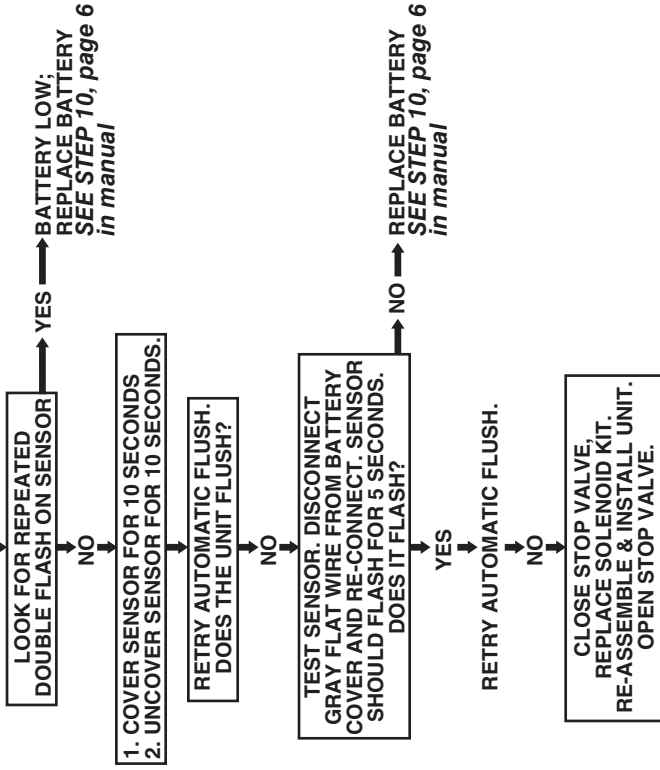 LOOK FOR REPEATED
DOUBLE FLASH ON SENSOR
YES
BATTERY LOW;
REPLACE BATTERY
SEE STEP 10, page 6
in manual
NO
1. COVER SENSOR FOR 10 SECONDS
2. UNCOVER SENSOR FOR 10 SECONDS.
RETRY AUTOMATIC FLUSH.
DOES THE UNIT FLUSH?
NO
TEST SENSOR. DISCONNECT
GRAY FLAT WIRE FROM BATTERY
COVER AND RE-CONNECT. SENSOR
SHOULD FLASH FOR 5 SECONDS.
DOES IT FLASH?
NO
REPLACE BATTERY
SEE STEP 10, page 6
in manual
YES
RETRY AUTOMATIC FLUSH.
NO
CLOSE STOP VALVE,
REPLACE SOLENOID KIT.
RE-ASSEMBLE & INSTALL UNIT.
OPEN STOP VALVE.